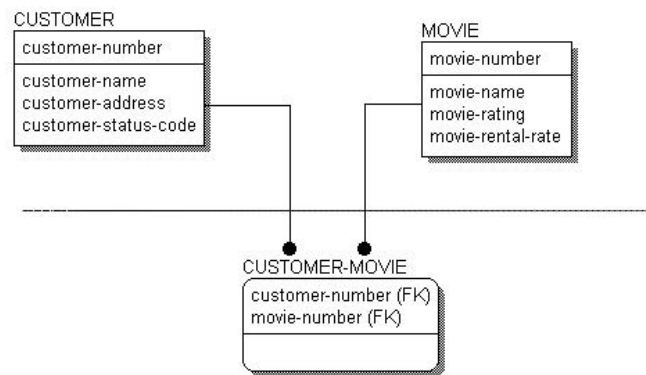 CUSTOMER
customer-number
customer-name
customer-address
customer-status-code
MOVIE
movie-number
movie-name
movie-rating
movie-rental-rate
CUSTOMER-MOVIE
customer-number (FK)
movie-number (FK)